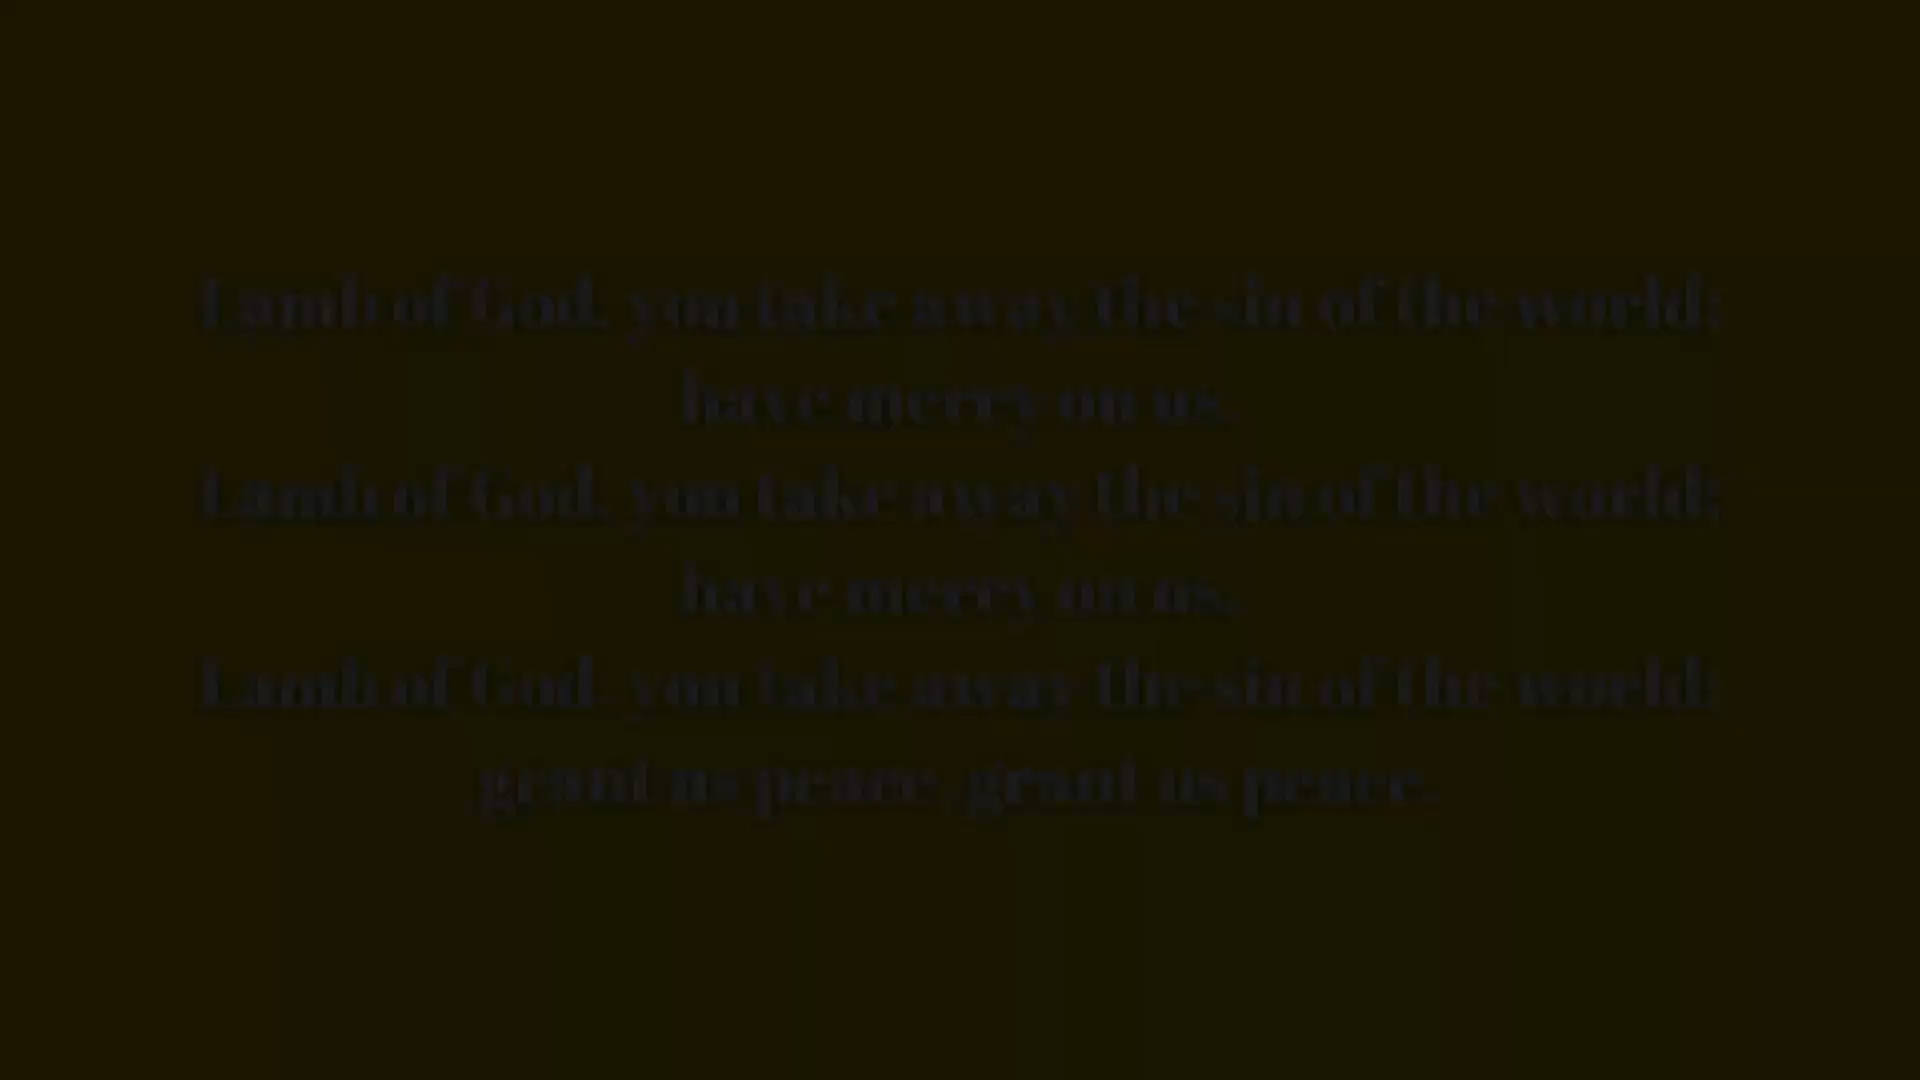 Lamb of God, you take away the sin of the world;
have mercy on us.
Lamb of God, you take away the sin of the world;
have mercy on us.
Lamb of God, you take away the sin of the world;
grant us peace, grant us peace.